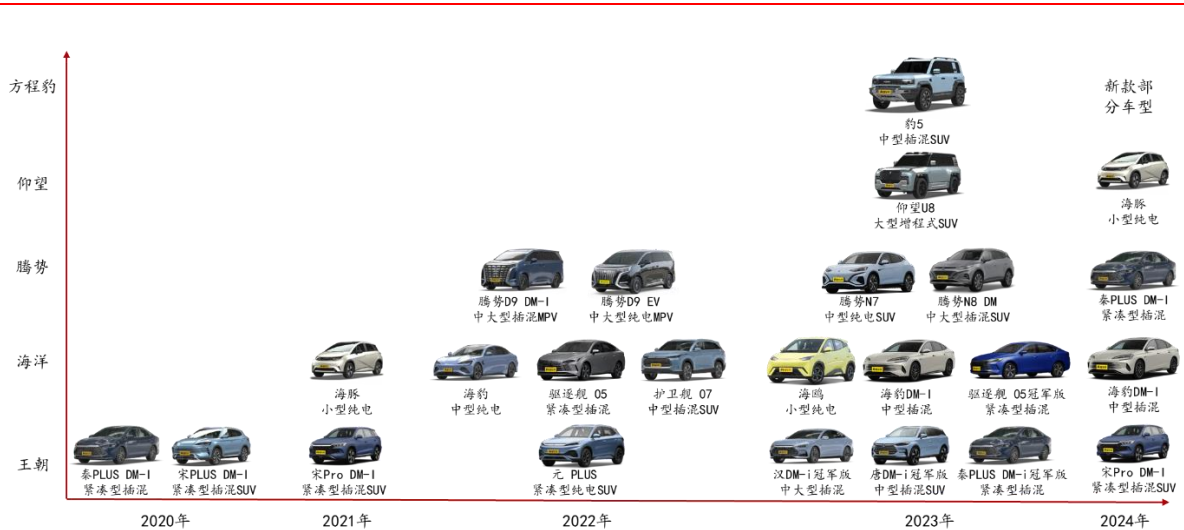 方程豹
新款部
分车型
豹5
中型插混SUV
仰望
仰望U8
大型增程式SUV
海豚
小型纯电
腾势
腾势D9 DM-I
中大型插混MPV
腾势D9 EV
中大型纯电MPV
腾势N7
中型纯电SUV
腾势N8 DM
中大型插混SUV
秦PLUS DM-I
紧凑型插混
海洋
海豚
小型纯电
海豹
中型纯电
驱逐舰 05
紧凑型插混
护卫舰 07
中型插混SUV
海鸥
小型纯电
海豹DM-I
中型插混
驱逐舰 05冠军版
紧凑型插混
海豹DM-I
中型插混
王朝
秦PLUS DM-I
紧凑型插混
宋PLUS DM-I
紧凑型插混SUV
宋Pro DM-I
紧凑型插混SUV
元 PLUS
紧凑型纯电SUV
汉DM-i冠军版
中大型插混
唐DM-i冠军版
中型插混SUV
秦PLUS DM-i冠军版
紧凑型插混
宋Pro DM-I
紧凑型插混SUV
2020年
2021年
2022年
2023年
2024年